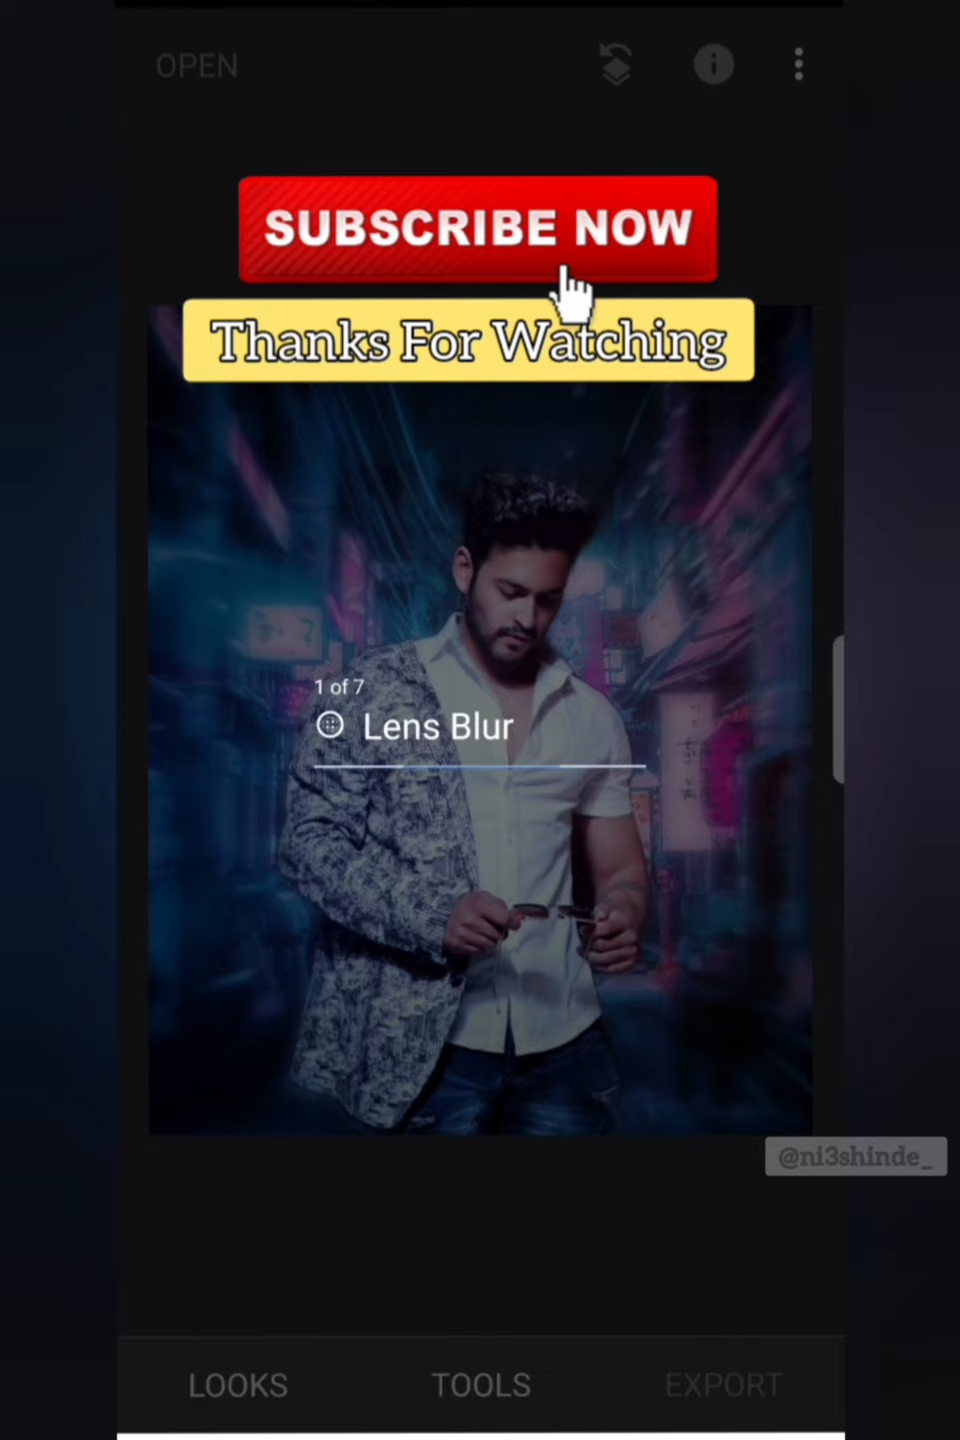 OPEN
SUBSCRIBE NOW
Thanks For Watching
1 of 7
Lens Blur
@ni3shinde_
LOOKS
TOOLS
EXPORT